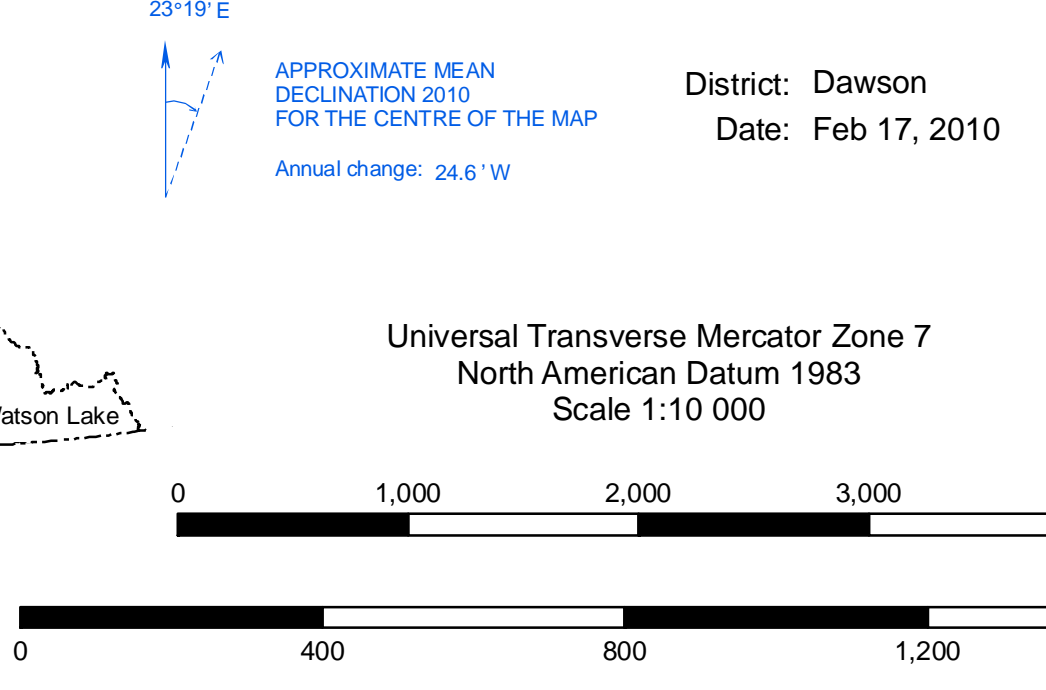 23°19' E
APPROXIMATE MEAN
DECLINATION 2010
FOR THE CENTRE OF THE MAP
Annual change: 24.6 ' W
District: Dawson
Date: Feb 17, 2010
Universal Transverse Mercator Zone 7
North American Datum 1983
Scale 1:10 000
atson Lake
0 1,000 2,000 3,000
0 400 800 1,200